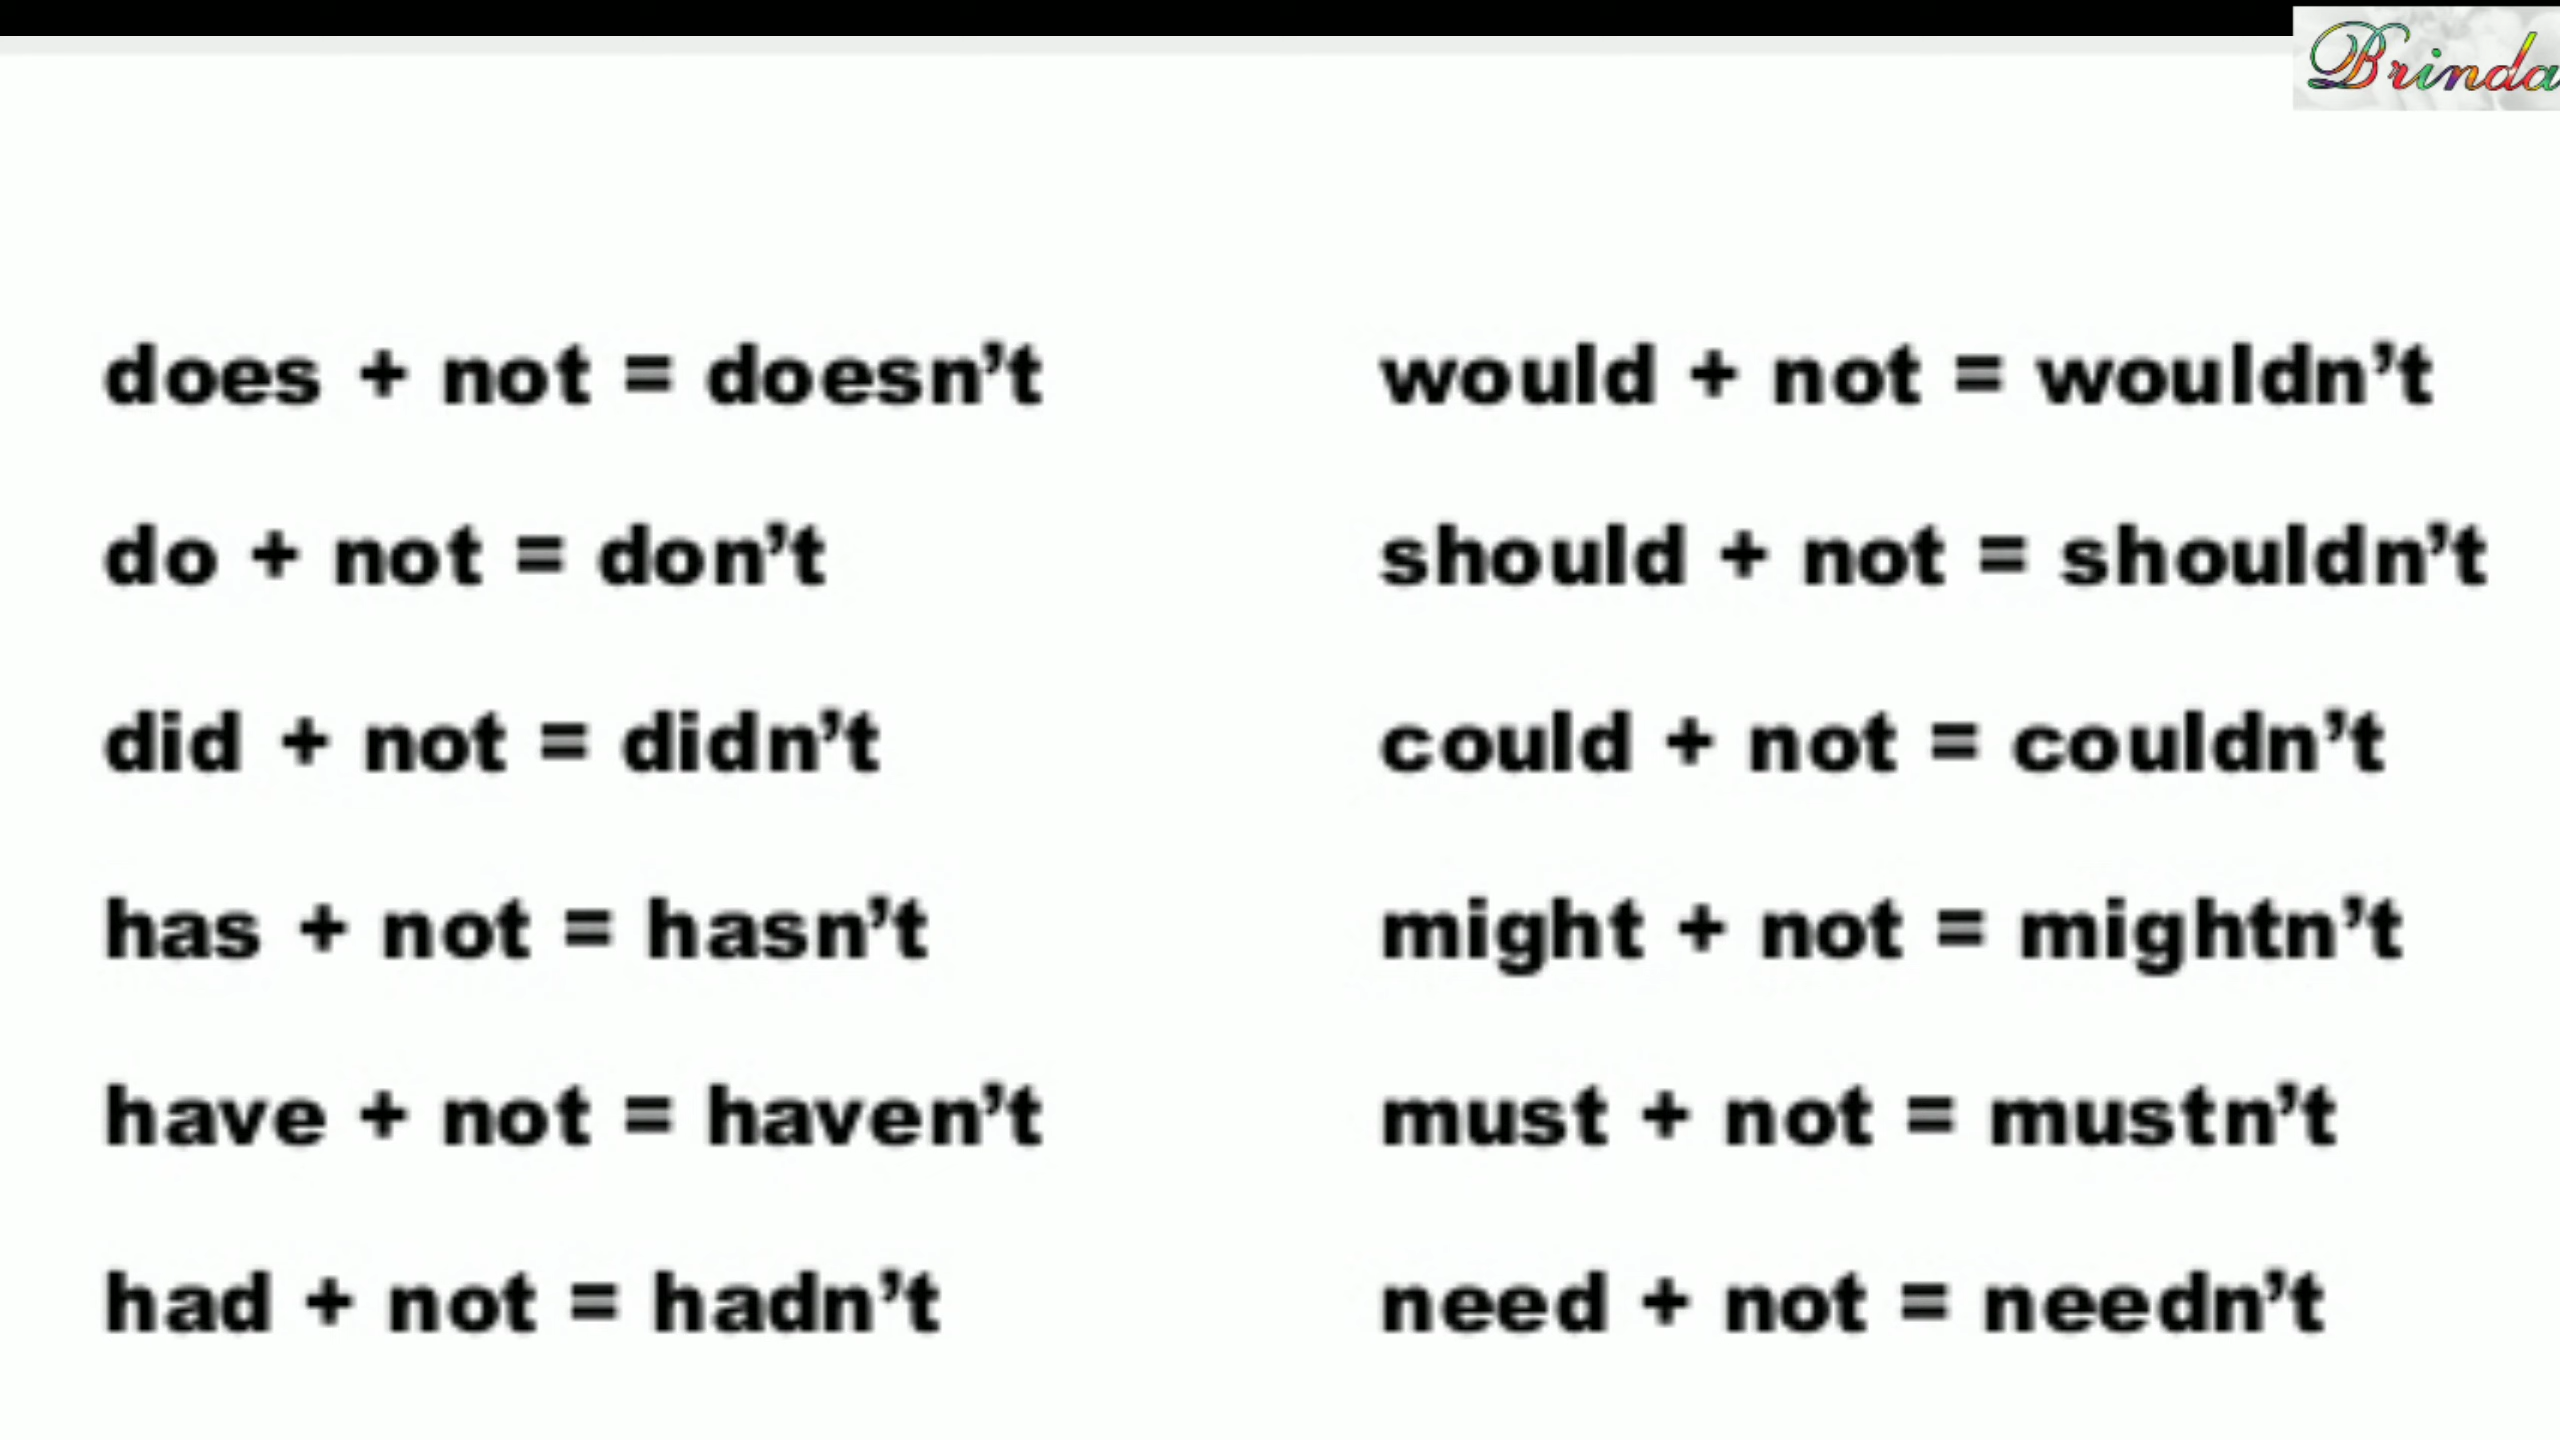 Brinda
does + not = doesn’t
do + not = don’t
did + not = didn’t
has + not = hasn’t
have + not = haven’t
had + not = hadn’t
would + not = wouldn’t
should + not = shouldn’t
could + not = couldn’t
might + not = mightn’t
must + not = mustn’t
need + not = needn’t